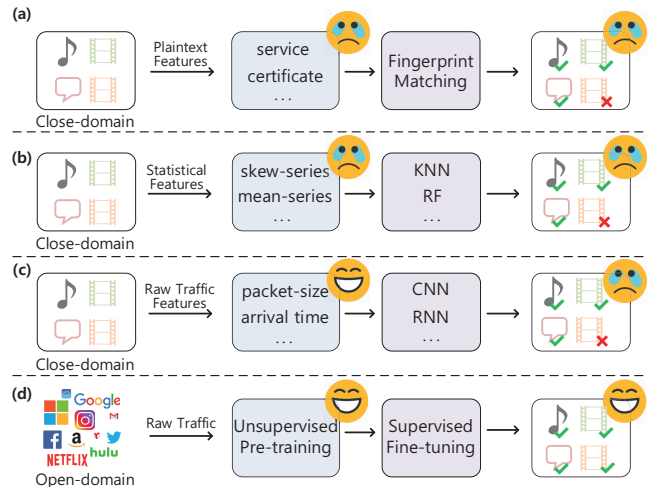 (a)
Plaintext
Features
service
certificate
...
Fingerprint
Matching
Close-domain
(b)
Statistical
Features
skew-series
mean-series
...
KNN
RF
...
Close-domain
(c)
Raw Traffic
Features
packet-size
arrival time
...
CNN
RNN
...
Close-domain
(d)
Google
M
f
a
Y
hulu
NETFLIX
Raw Traffic
Unsupervised
Pre-training
Supervised
Fine-tuning
Open-domain